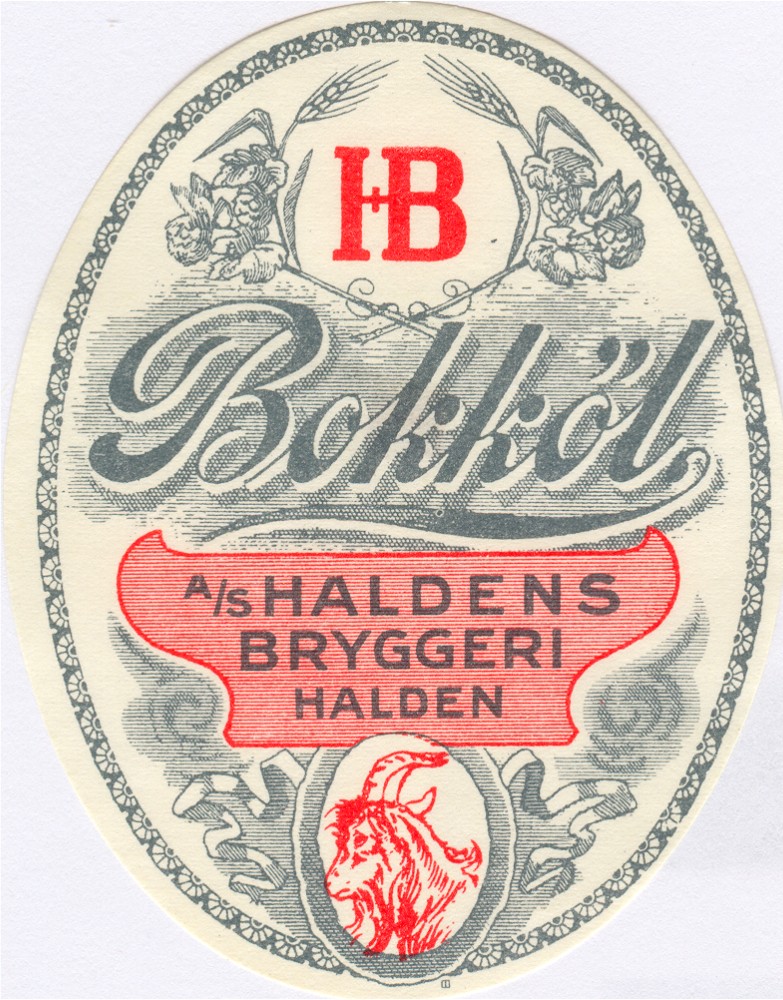 HB
Bokköl
A/S HALDENS
BRYGGERI
HALDEN